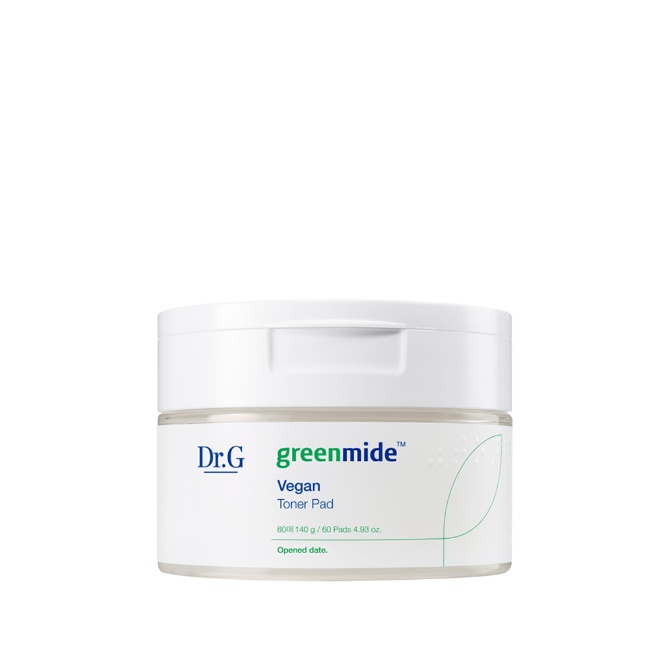 Dr.G
greenmide™
Vegan
Toner Pad
60매 140 g / 60 Pads 4.93 oz.
Opened date.